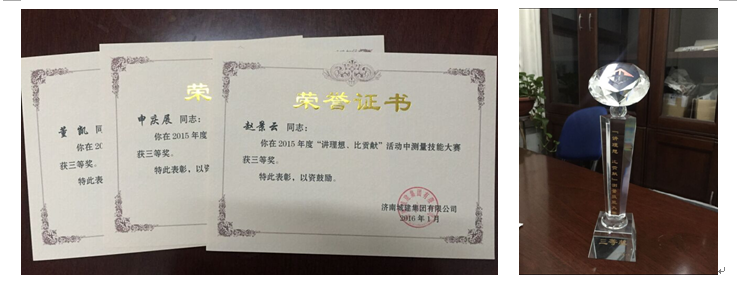 董凯 同
你在20
获三等奖。
特此表
荣
申庆展 同志：
你在2015年度
获三等奖。
特此表彰，以资
荣誉证书
赵景云 同志：
你在2015年度“讲理想、比贡献”活动中测量技能大赛
获三等奖。
特此表彰，以资鼓励。
济南城建集团有限公司
2016年1月
三等奖